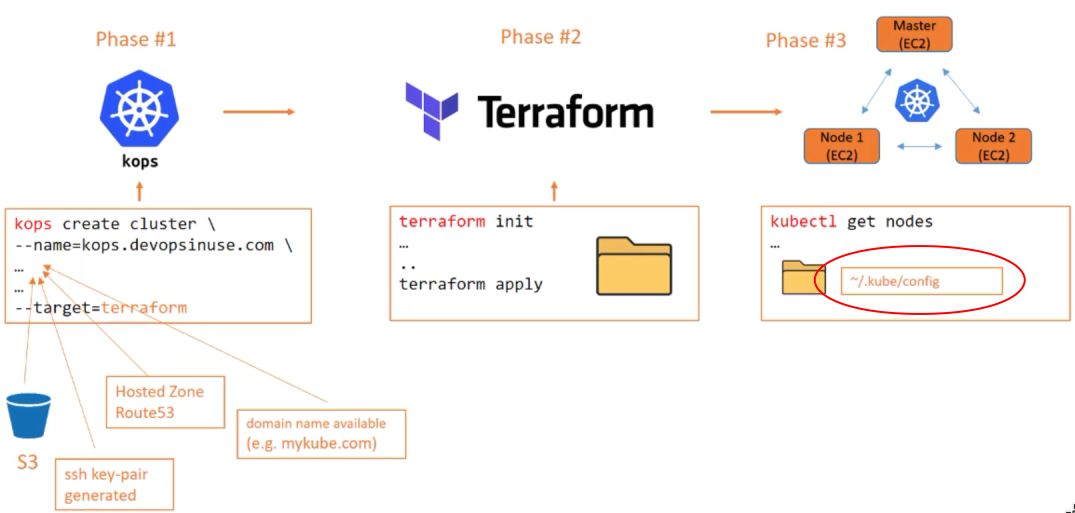 Phase #1
kops
kops create cluster \
--name=kops.devopsinuse.com \
…
…
--target=terraform
S3
ssh key-pair
generated
Hosted Zone
Route53
domain name available
(e.g. mykube.com)
Phase #2
Terraform
terraform init
…
..
terraform apply
Phase #3
Master
(EC2)
Node 1
(EC2)
Node 2
(EC2)
kubectl get nodes
…
~/.kube/config